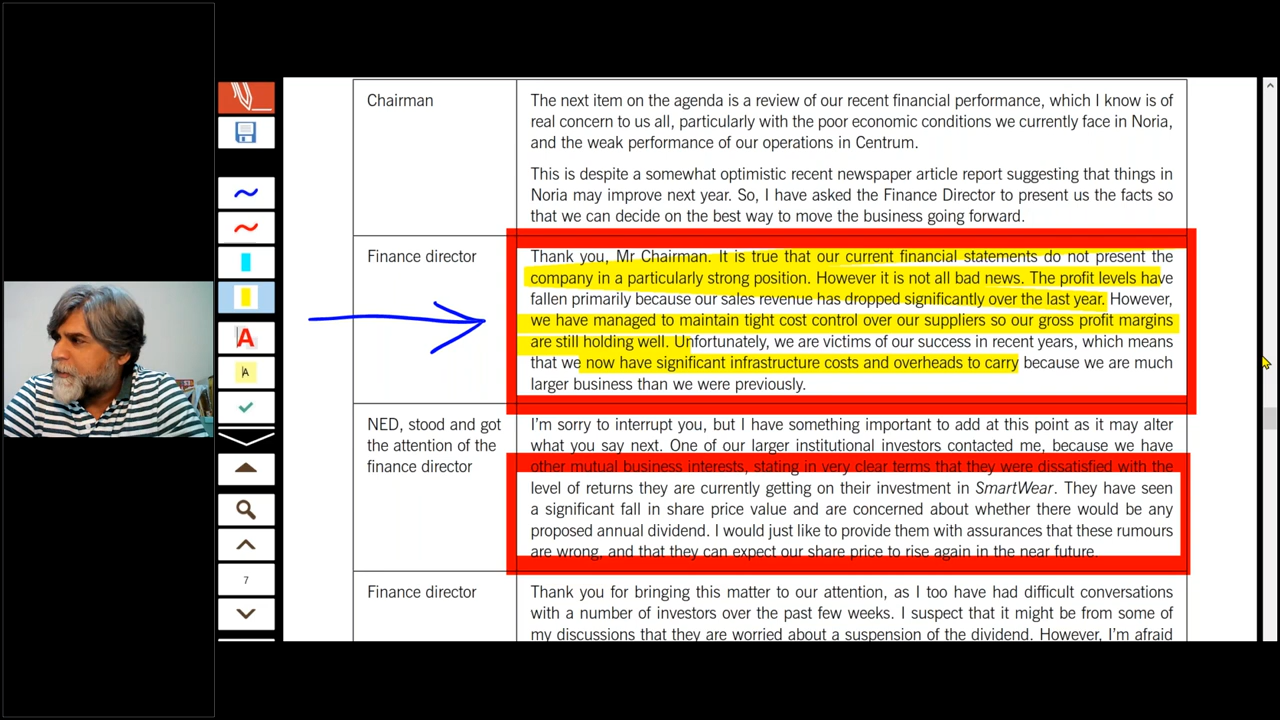 Chairman
The next item on the agenda is a review of our recent financial performance, which I know is of
real concern to us all, particularly with the poor economic conditions we currently face in Noria,
and the weak performance of our operations in Centrum.
This is despite a somewhat optimistic recent newspaper article report suggesting that things in
Noria may improve next year. So, I have asked the Finance Director to present us the facts so
that we can decide on the best way to move the business going forward.
Finance director
Thank you, Mr Chairman. It is true that our current financial statements do not present the
company in a particularly strong position. However it is not all bad news. The profit levels have
fallen primarily because our sales revenue has dropped significantly over the last year. However,
we have managed to maintain tight cost control over our suppliers so our gross profit margins
are still holding well. Unfortunately, we are victims of our success in recent years, which means
that we now have significant infrastructure costs and overheads to carry because we are much
larger business than we were previously.
NED, stood and got
the attention of the
finance director
I'm sorry to interrupt you, but I have something important to add at this point as it may alter
what you say next. One of our larger institutional investors contacted me, because we have
other mutual business interests, stating in very clear terms that they were dissatisfied with the
level of returns they are currently getting on their investment in SmartWear. They have seen
a significant fall in share price value and are concerned about whether there would be any
proposed annual dividend. I would just like to provide them with assurances that these rumours
are wrong, and that they can expect our share price to rise again in the near future.
Finance director
Thank you for bringing this matter to our attention, as I too have had difficult conversations
with a number of investors over the past few weeks. I suspect that it might be from some of
my discussions that they are worried about a suspension of the dividend. However, I'm afraid
A
A
7